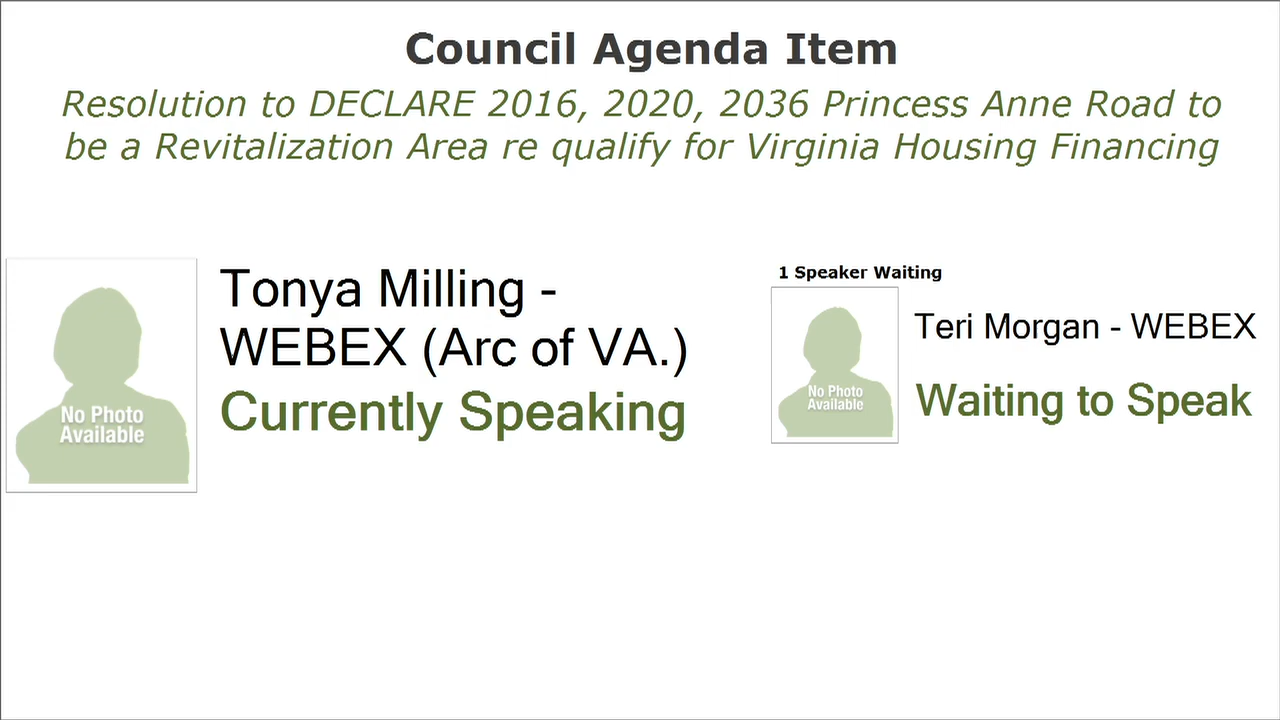 Council Agenda Item
Resolution to DECLARE 2016, 2020, 2036 Princess Anne Road to
be a Revitalization Area re qualify for Virginia Housing Financing
No Photo
Available
Tonya Milling -
WEBEX (Arc of VA.)
Currently Speaking
1 Speaker Waiting
No Photo
Available
Teri Morgan - WEBEX
Waiting to Speak